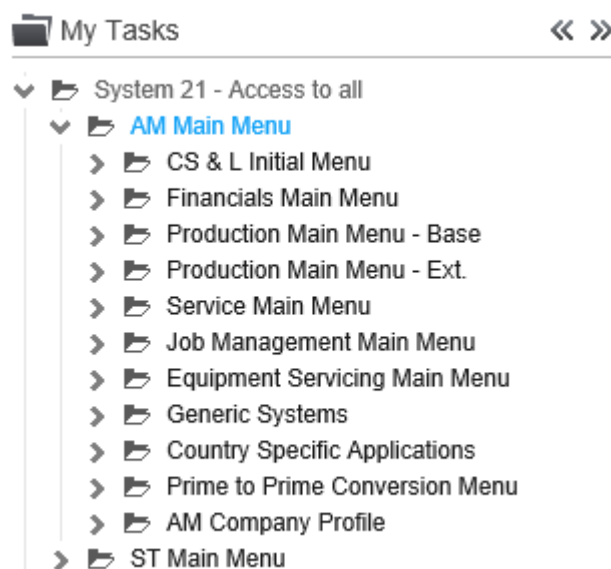 My Tasks
System 21 - Access to all
AM Main Menu
CS & L Initial Menu
Financials Main Menu
Production Main Menu - Base
Production Main Menu - Ext.
Service Main Menu
Job Management Main Menu
Equipment Servicing Main Menu
Generic Systems
Country Specific Applications
Prime to Prime Conversion Menu
AM Company Profile
ST Main Menu